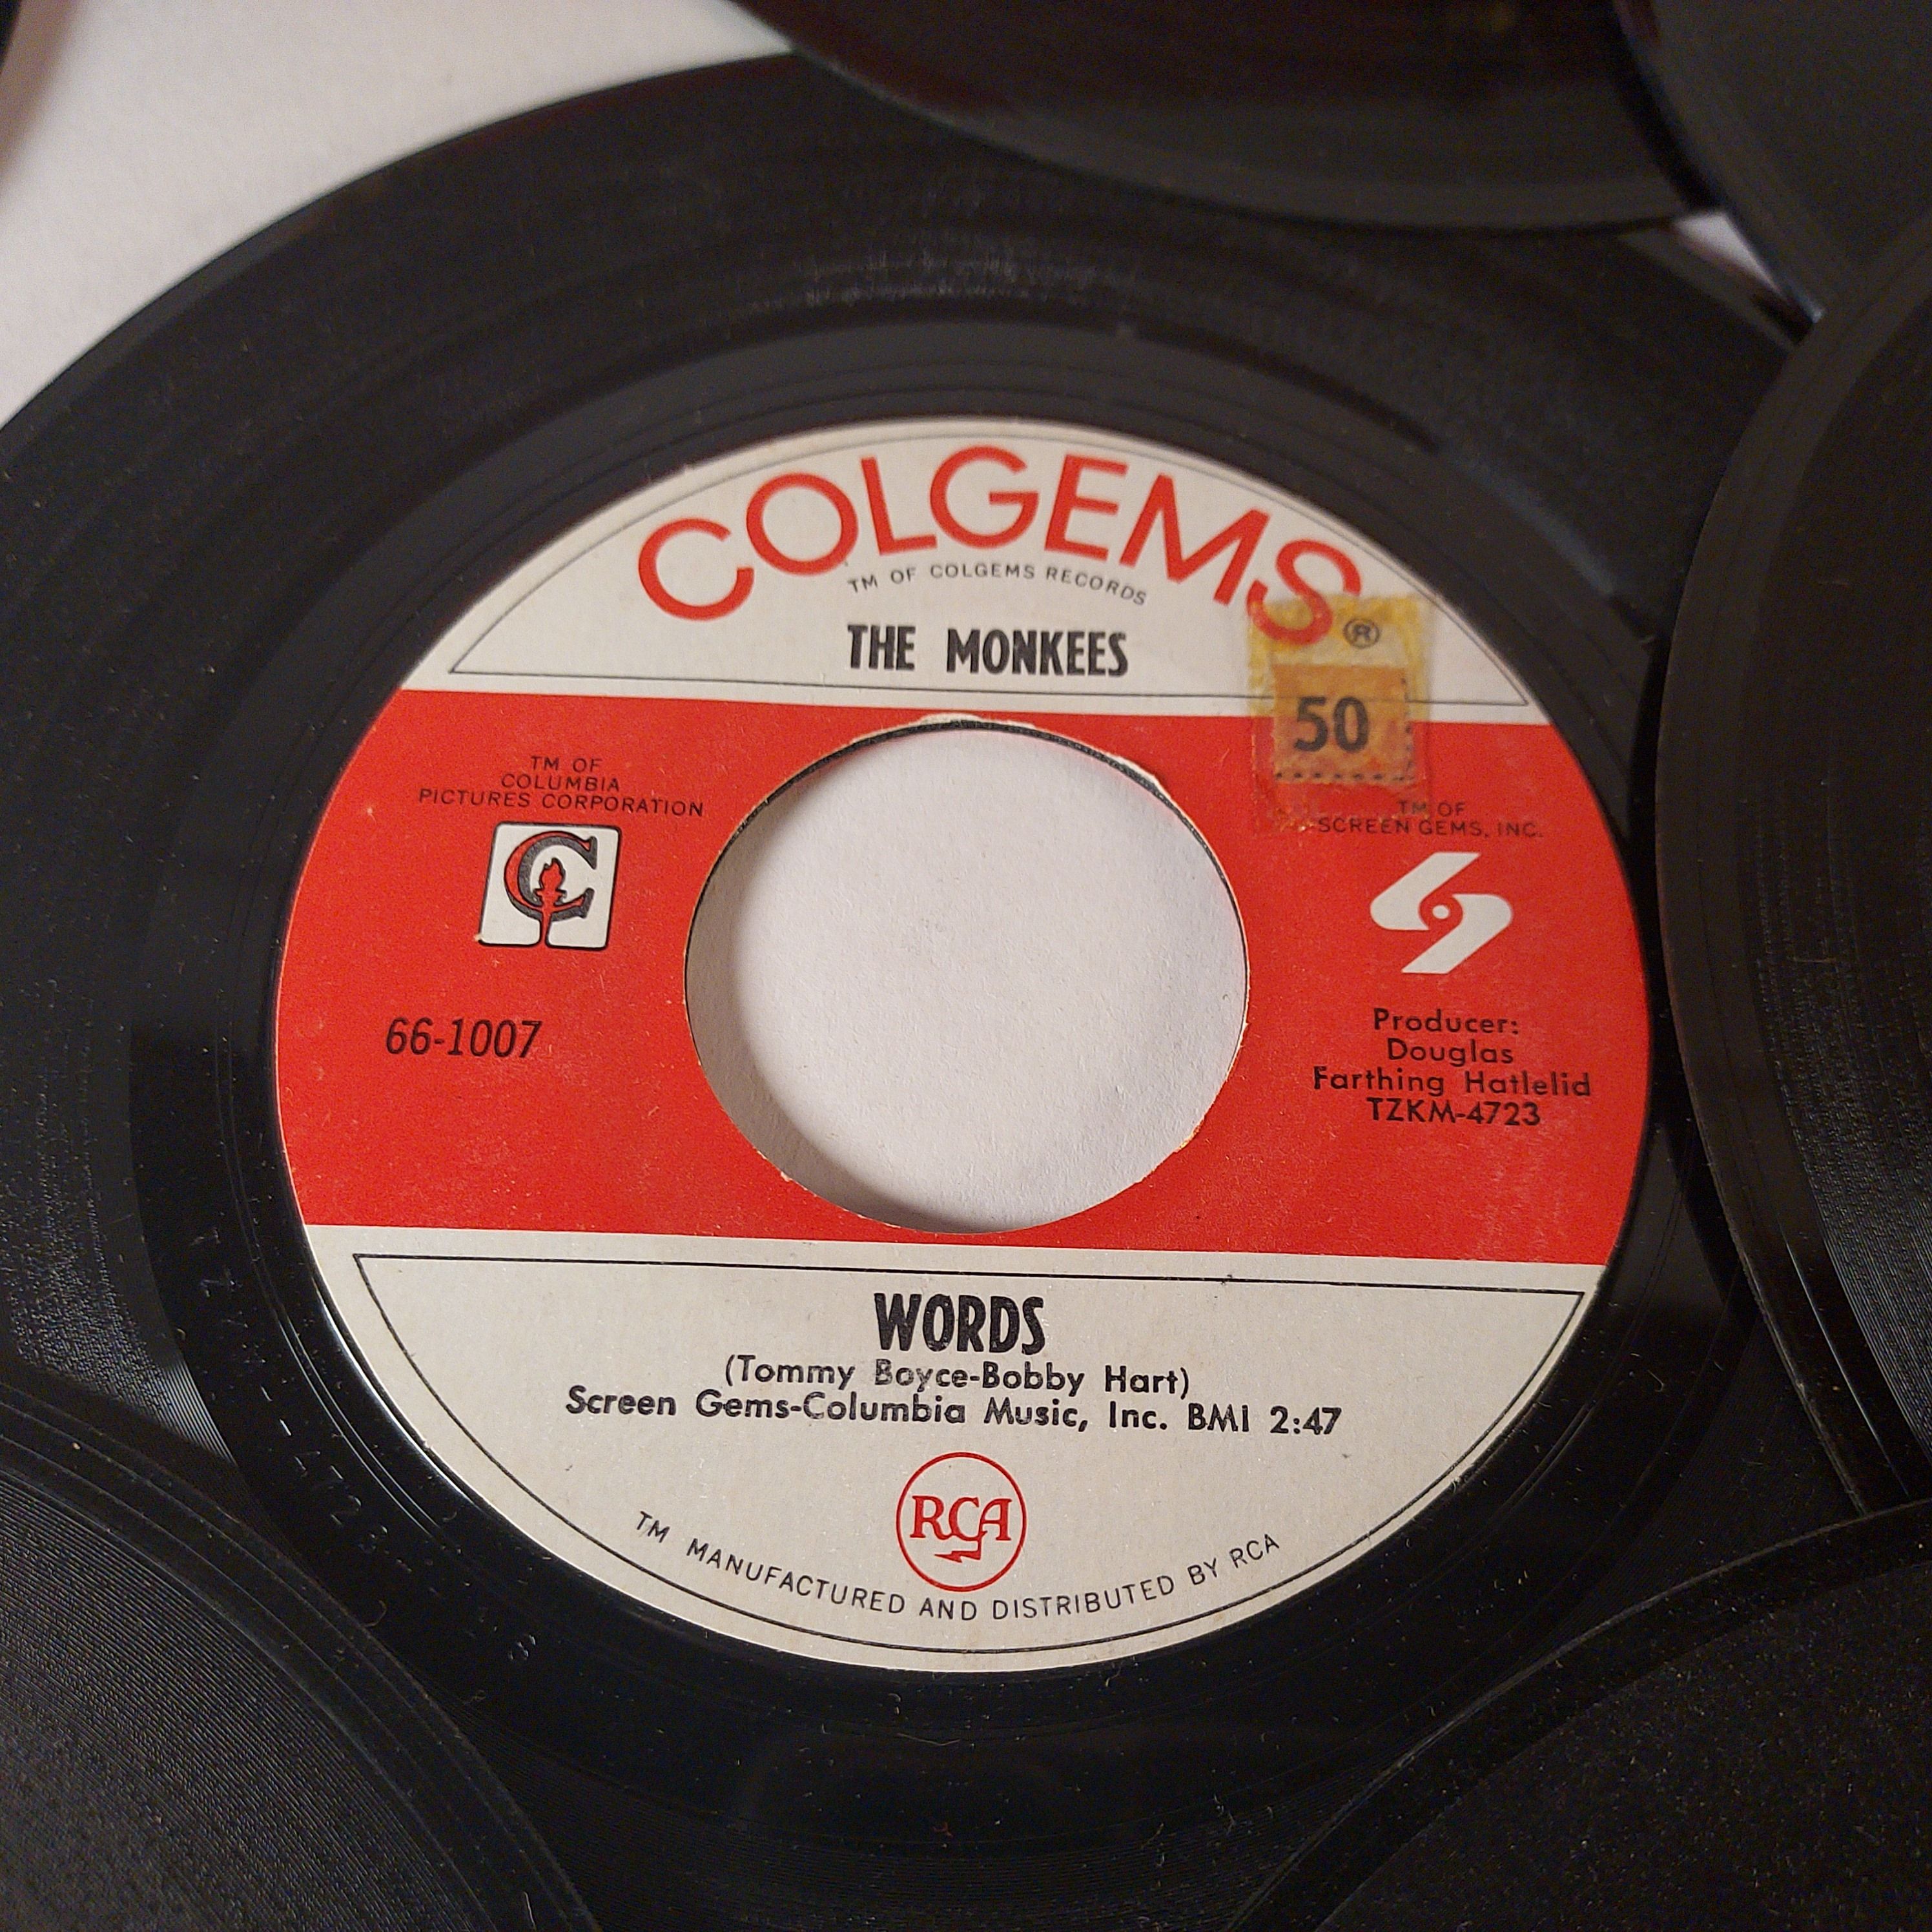 COLGEMS
TM OF COLGEMS RECORDS
®
THE MONKEES
50
TM OF
COLUMBIA
PICTURES CORPORATION
C
TM OF
SCREEN GEMS, INC.
66-1007
Producer:
Douglas
Farthing Hatlelid
TZKM-4723
WORDS
(Tommy Boyce-Bobby Hart)
Screen Gems-Columbia Music, Inc. BMI 2:47
RCA
TM MANUFACTURED AND DISTRIBUTED BY RCA